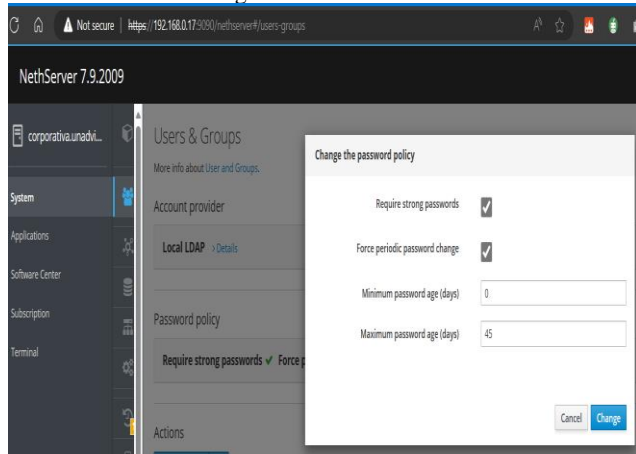 Not secure | https://192.168.0.17:9090/nethserver#/users-groups
NethServer 7.9.2009
corporativa.unadvi...
System
Applications
Software Center
Subscription
Terminal
Users & Groups
More info about User and Groups.
Account provider
Local LDAP > Details
Password policy
Require strong passwords ✔ Force p
Actions
Change the password policy
Require strong passwords
Force periodic password change
Minimum password age (days) 0
Maximum password age (days) 45
Cancel Change